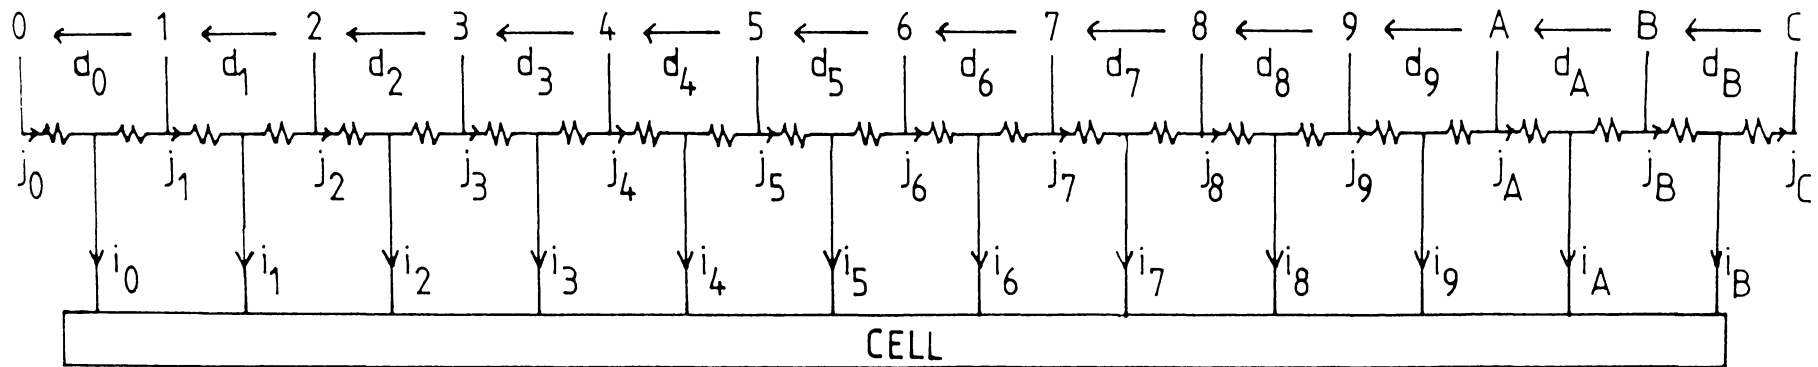 0 ← 1 ← 2 ← 3 ← 4 ← 5 ← 6 ← 7 ← 8 ← 9 ← A ← B ← C
d0 d1 d2 d3 d4 d5 d6 d7 d8 d9 dA dB
j0 j1 j2 j3 j4 j5 j6 j7 j8 j9 jA jB jC
i0 i1 i2 i3 i4 i5 i6 i7 i8 i9 iA iB
CELL